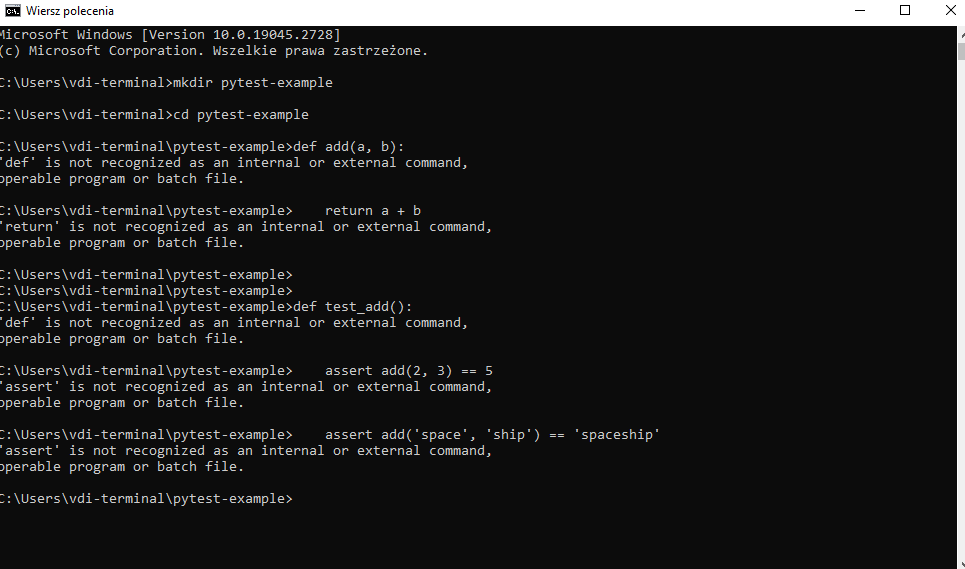 Wiersz polecenia
Microsoft Windows [Version 10.0.19045.2728]
(c) Microsoft Corporation. Wszelkie prawa zastrzeżone.
C:\Users\vdi-terminal>mkdir pytest-example
C:\Users\vdi-terminal>cd pytest-example
C:\Users\vdi-terminal\pytest-example>def add(a, b):
'def' is not recognized as an internal or external command,
operable program or batch file.
C:\Users\vdi-terminal\pytest-example>    return a + b
'return' is not recognized as an internal or external command,
operable program or batch file.
C:\Users\vdi-terminal\pytest-example>
C:\Users\vdi-terminal\pytest-example>
C:\Users\vdi-terminal\pytest-example>def test_add():
'def' is not recognized as an internal or external command,
operable program or batch file.
C:\Users\vdi-terminal\pytest-example>    assert add(2, 3) == 5
'assert' is not recognized as an internal or external command,
operable program or batch file.
C:\Users\vdi-terminal\pytest-example>    assert add('space', 'ship') == 'spaceship'
'assert' is not recognized as an internal or external command,
operable program or batch file.
C:\Users\vdi-terminal\pytest-example>